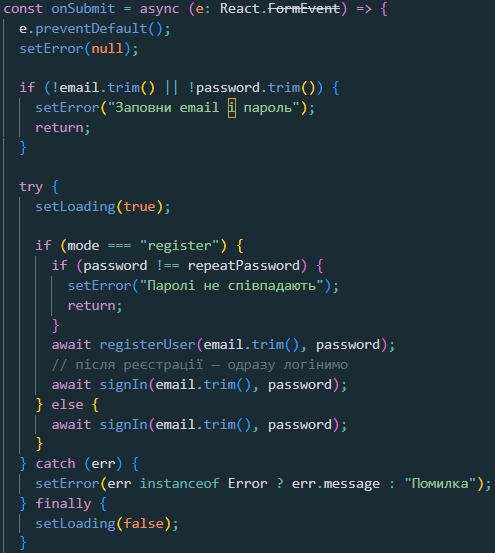 const onSubmit = async (e: React.FormEvent) => {
  e.preventDefault();
  setError(null);

  if (!email.trim() || !password.trim()) {
    setError("Заповни email і пароль");
    return;
  }

  try {
    setLoading(true);

    if (mode === "register") {
      if (password !== repeatPassword) {
        setError("Паролі не співпадають");
        return;
      }
      await registerUser(email.trim(), password);
      // після реєстрації — одразу логінимо
      await signIn(email.trim(), password);
    } else {
      await signIn(email.trim(), password);
    }
  } catch (err) {
    setError(err instanceof Error ? err.message : "Помилка");
  } finally {
    setLoading(false);
  }